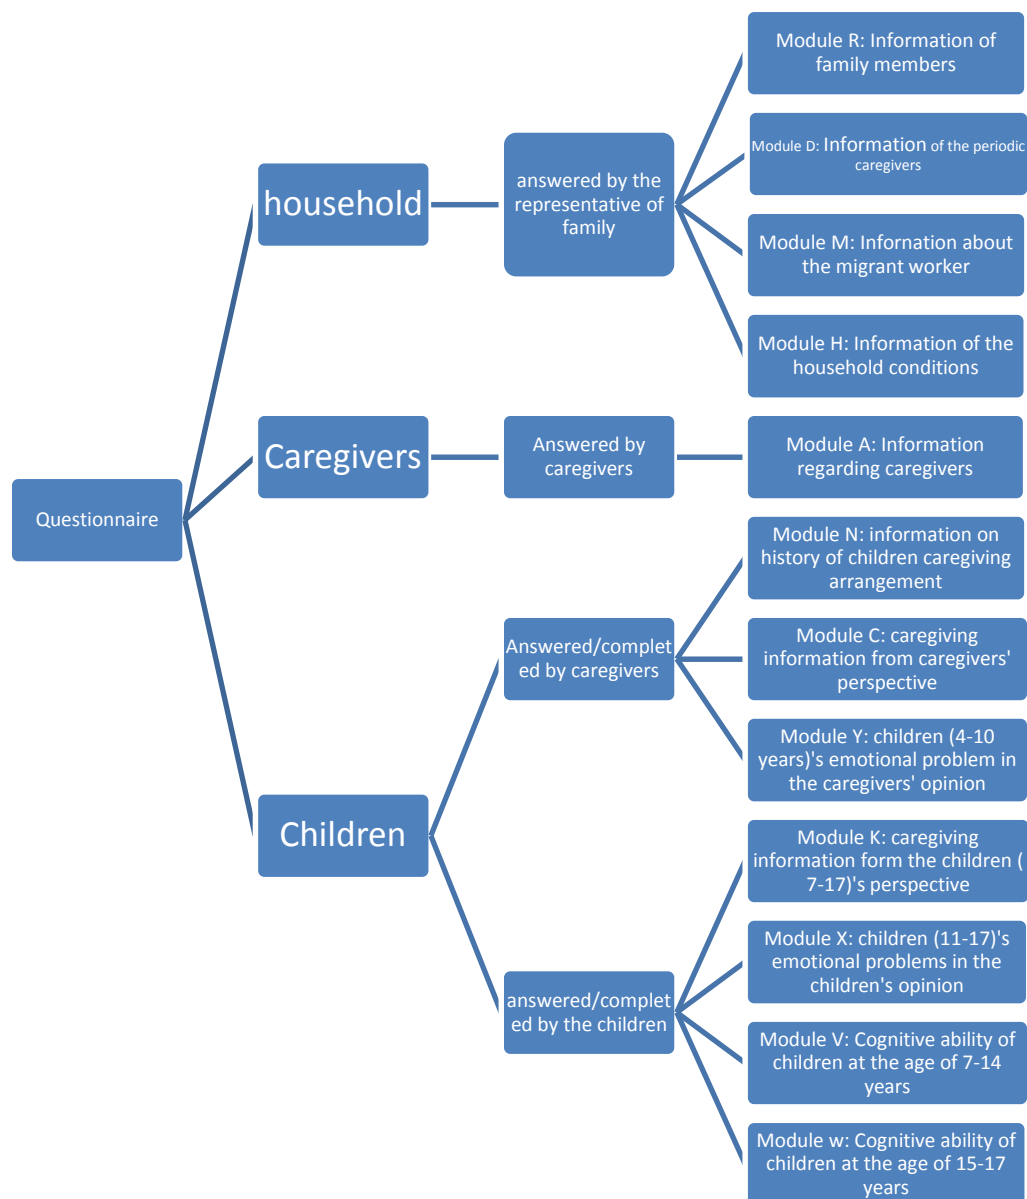 Questionnaire
household
answered by the
representative of
family
Module R: Information of
family members
Module D: Information of the periodic
caregivers
Module M: Infornation about
the migrant worker
Module H: Information of the
household conditions
Caregivers
Answered by
caregivers
Module A: Information
regarding caregivers
Children
Answered/complet
ed by caregivers
Module N: information on
history of children caregiving
arrangement
Module C: caregiving
information from caregivers'
perspective
Module Y: children (4-10
years)'s emotional problem in
the caregivers' opinion
answered/complet
ed by the children
Module K: caregiving
information form the children (
7-17)'s perspective
Module X: children (11-17)'s
emotional problems in the
children's opinion
Module V: Cognitive ability of
children at the age of 7-14
years
Module w: Cognitive ability of
children at the age of 15-17
years